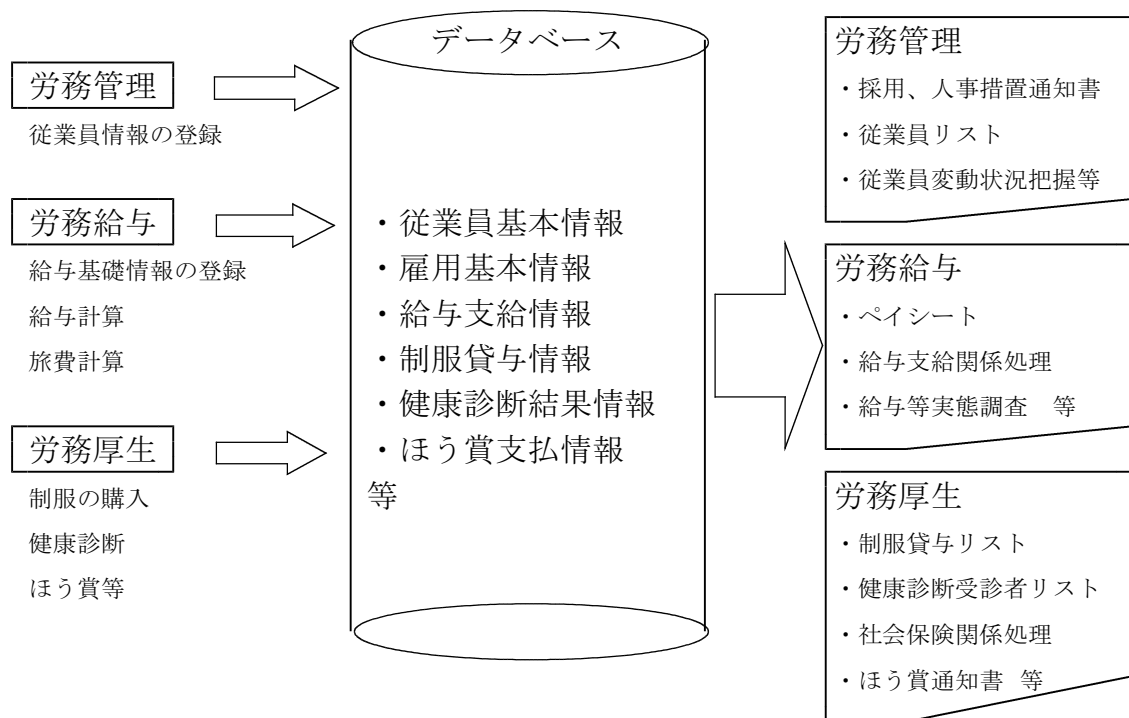 労務管理
従業員情報の登録
労務給与
給与基礎情報の登録
給与計算
旅費計算
労務厚生
制服の購入
健康診断
ほう賞等
データベース
・従業員基本情報
・雇用基本情報
・給与支給情報
・制服貸与情報
・健康診断結果情報
・ほう賞支払情報
等
労務管理
・採用、人事措置通知書
・従業員リスト
・従業員変動状況把握等
労務給与
・ペイシート
・給与支給関係処理
・給与等実態調査　等
労務厚生
・制服貸与リスト
・健康診断受診者リスト
・社会保険関係処理
・ほう賞通知書 等